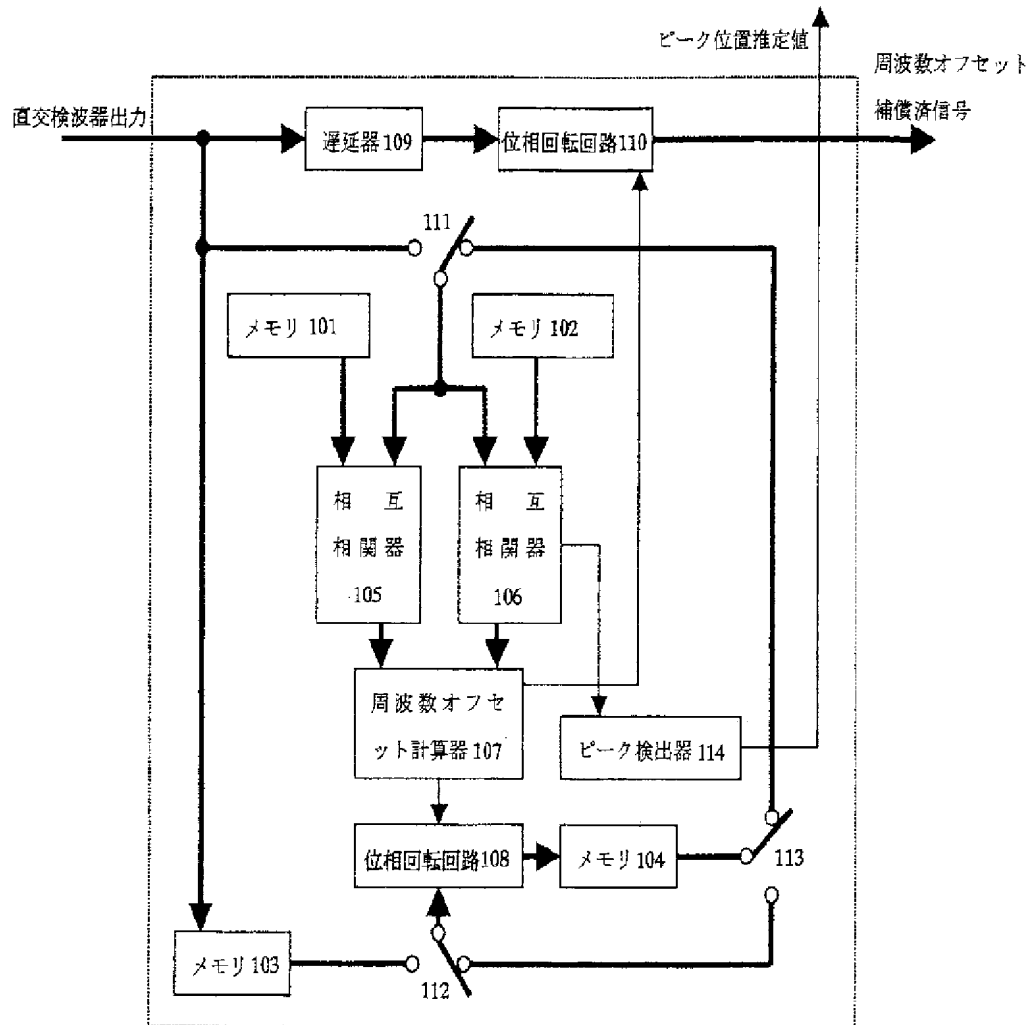 ピーク位置推定値
周波数オフセット
補償済信号
直交検波器出力
遅延器109
位相回転回路110
111
メモリ101
メモリ102
相互
相関器
105
相互
相関器
106
周波数オフセ
ット計算器107
ピーク検出器114
位相回転回路108
メモリ104
113
メモリ103
112